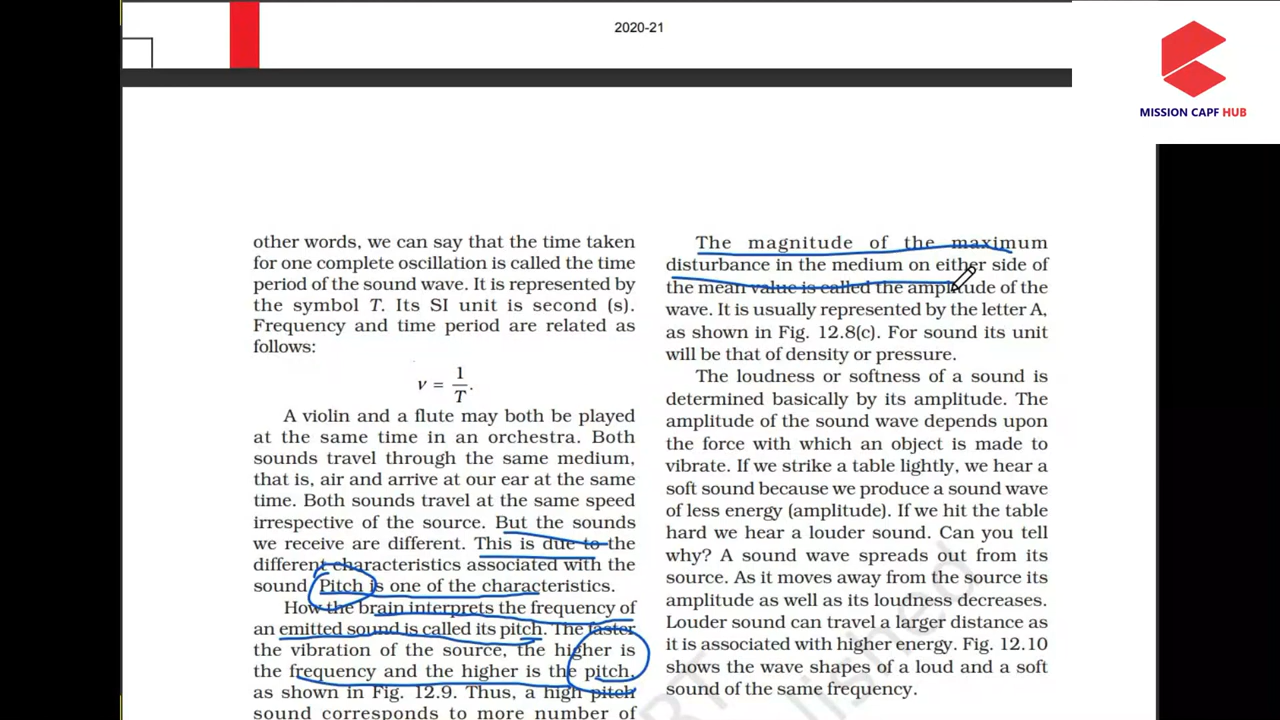 2020-21
MISSION CAPF HUB
other words, we can say that the time taken
for one complete oscillation is called the time
period of the sound wave. It is represented by
the symbol T. Its SI unit is second (s).
Frequency and time period are related as
follows:
ν = 1/T.
A violin and a flute may both be played
at the same time in an orchestra. Both
sounds travel through the same medium,
that is, air and arrive at our ear at the same
time. Both sounds travel at the same speed
irrespective of the source. But the sounds
we receive are different. This is due to the
different characteristics associated with the
sound. Pitch is one of the characteristics.
How the brain interprets the frequency of
an emitted sound is called its pitch. The faster
the vibration of the source, the higher is
the frequency and the higher is the pitch,
as shown in Fig. 12.9. Thus, a high pitch
sound corresponds to more number of
The magnitude of the maximum
disturbance in the medium on either side of
the mean value is called the amplitude of the
wave. It is usually represented by the letter A,
as shown in Fig. 12.8(c). For sound its unit
will be that of density or pressure.
The loudness or softness of a sound is
determined basically by its amplitude. The
amplitude of the sound wave depends upon
the force with which an object is made to
vibrate. If we strike a table lightly, we hear a
soft sound because we produce a sound wave
of less energy (amplitude). If we hit the table
hard we hear a louder sound. Can you tell
why? A sound wave spreads out from its
source. As it moves away from the source its
amplitude as well as its loudness decreases.
Louder sound can travel a larger distance as
it is associated with higher energy. Fig. 12.10
shows the wave shapes of a loud and a soft
sound of the same frequency.